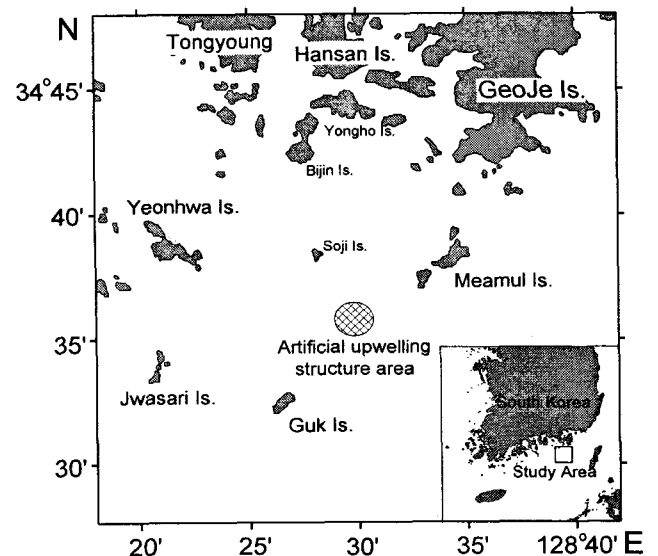 N
Tongyoung
Hansan Is.
34°45'
GeoJe Is.
Yongho Is.
Bijin Is.
40'
Yeonhwa Is.
Soji Is.
Meamul Is.
35'
Artificial upwelling
structure area
Jwasari Is.
Guk Is.
South Korea
30'
Study Area
20'
25'
30'
35'
128°40'
E